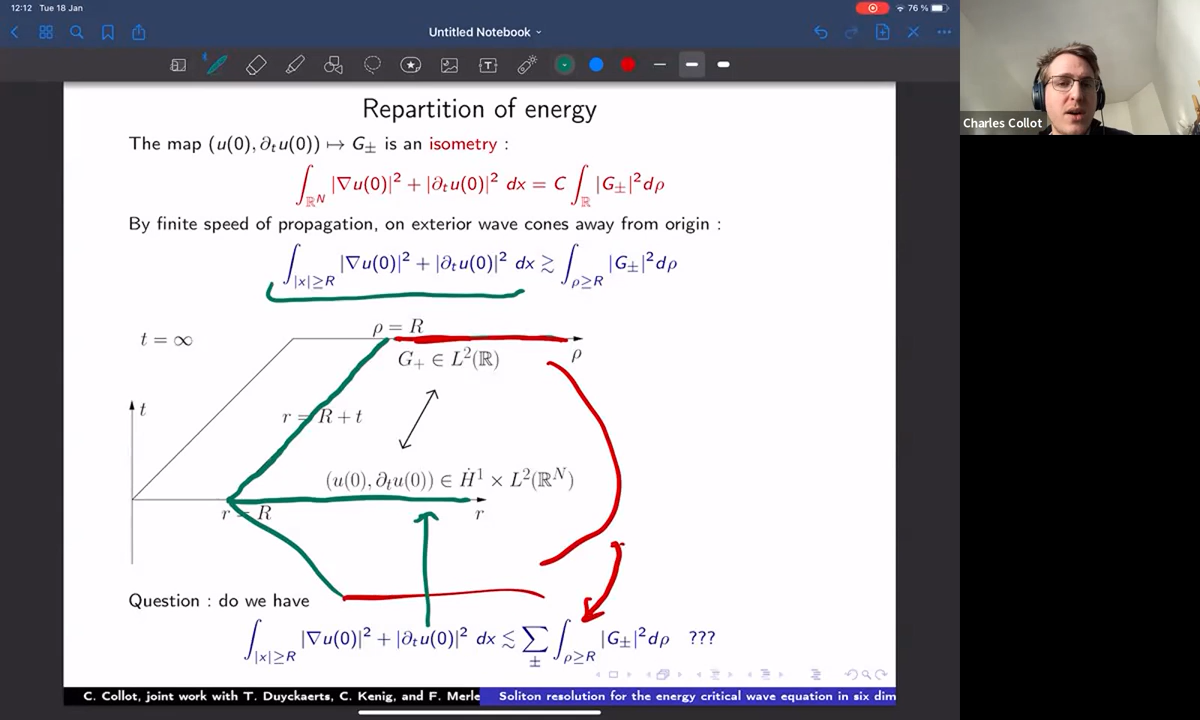 12:12 Tue 18 Jan
76 %
Untitled Notebook
Charles Collot
Repartition of energy
The map (u(0), ∂ₜu(0)) ↦ G± is an isometry :
∫_{ℝᴺ} |∇u(0)|² + |∂ₜu(0)|² dx = C ∫_ℝ |G±|² dρ
By finite speed of propagation, on exterior wave cones away from origin :
∫_{|x|≥R} |∇u(0)|² + |∂ₜu(0)|² dx ≳ ∫_{ρ≥R} |G±|² dρ
ρ = R
t = ∞
G₊ ∈ L²(ℝ)
ρ
t
r = R + t
(u(0), ∂ₜu(0)) ∈ Ḣ¹ × L²(ℝᴺ)
r = R
r
Question : do we have
∫_{|x|≥R} |∇u(0)|² + |∂ₜu(0)|² dx ≲ ∑_± ∫_{ρ≥R} |G±|² dρ ???
C. Collot, joint work with T. Duyckaerts, C. Kenig, and F. Merle
Soliton resolution for the energy critical wave equation in six dim